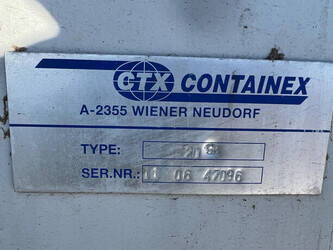 CTX CONTAINEX
A-2355 WIENER NEUDORF
TYPE:
SER.NR.: 06 47096